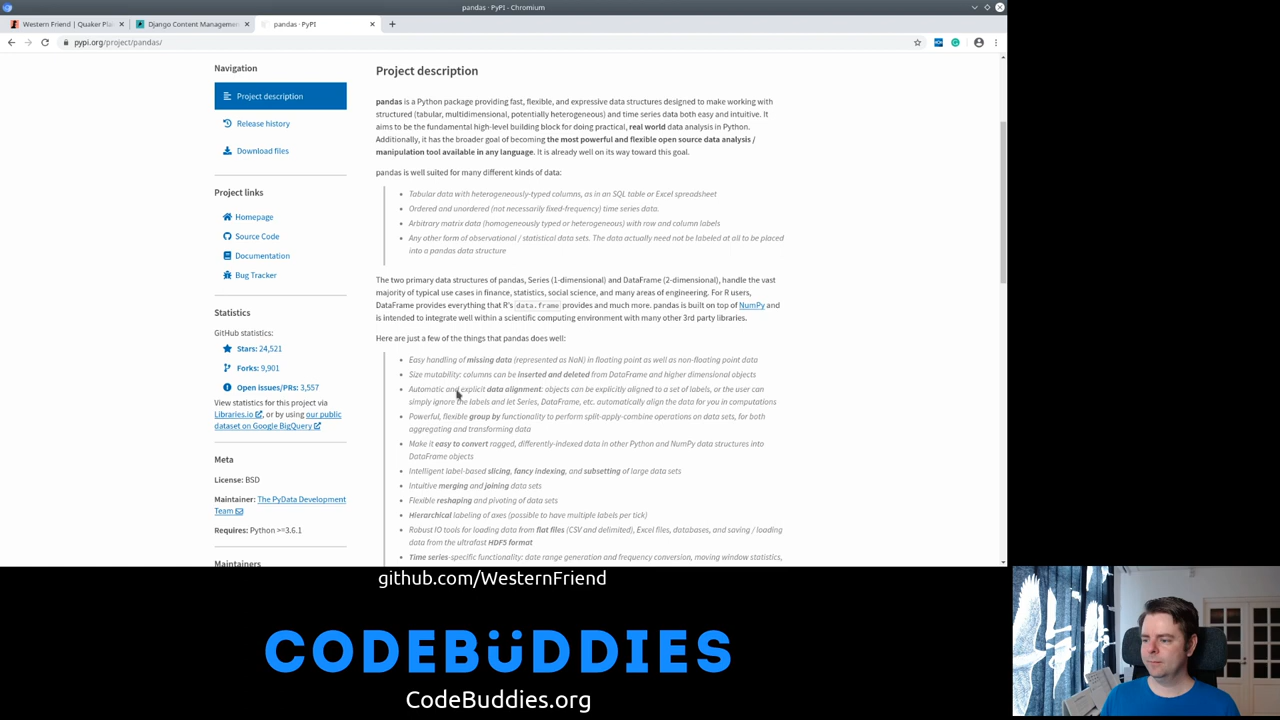 pandas · PyPI - Chromium
Western Friend | Quaker Pla
Django Content Managemen
pandas · PyPI
pypi.org/project/pandas/
Navigation
Project description
Release history
Download files
Project links
Homepage
Source Code
Documentation
Bug Tracker
Statistics
GitHub statistics:
Stars: 24,521
Forks: 9,901
Open issues/PRs: 3,557
View statistics for this project via
Libraries.io, or by using our public
dataset on Google BigQuery
Meta
License: BSD
Maintainer: The PyData Development
Team
Requires: Python >=3.6.1
Maintainers
Project description
pandas is a Python package providing fast, flexible, and expressive data structures designed to make working with
structured (tabular, multidimensional, potentially heterogeneous) and time series data both easy and intuitive. It
aims to be the fundamental high-level building block for doing practical, real world data analysis in Python.
Additionally, it has the broader goal of becoming the most powerful and flexible open source data analysis /
manipulation tool available in any language. It is already well on its way toward this goal.
pandas is well suited for many different kinds of data:
• Tabular data with heterogeneously-typed columns, as in an SQL table or Excel spreadsheet
• Ordered and unordered (not necessarily fixed-frequency) time series data.
• Arbitrary matrix data (homogeneously typed or heterogeneous) with row and column labels
• Any other form of observational / statistical data sets. The data actually need not be labeled at all to be placed
into a pandas data structure
The two primary data structures of pandas, Series (1-dimensional) and DataFrame (2-dimensional), handle the vast
majority of typical use cases in finance, statistics, social science, and many areas of engineering. For R users,
DataFrame provides everything that R's data.frame provides and much more. pandas is built on top of NumPy and
is intended to integrate well within a scientific computing environment with many other 3rd party libraries.
Here are just a few of the things that pandas does well:
• Easy handling of missing data (represented as NaN) in floating point as well as non-floating point data
• Size mutability: columns can be inserted and deleted from DataFrame and higher dimensional objects
• Automatic and explicit data alignment: objects can be explicitly aligned to a set of labels, or the user can
simply ignore the labels and let Series, DataFrame, etc. automatically align the data for you in computations
• Powerful, flexible group by functionality to perform split-apply-combine operations on data sets, for both
aggregating and transforming data
• Make it easy to convert ragged, differently-indexed data in other Python and NumPy data structures into
DataFrame objects
• Intelligent label-based slicing, fancy indexing, and subsetting of large data sets
• Intuitive merging and joining data sets
• Flexible reshaping and pivoting of data sets
• Hierarchical labeling of axes (possible to have multiple labels per tick)
• Robust IO tools for loading data from flat files (CSV and delimited), Excel files, databases, and saving / loading
data from the ultrafast HDF5 format
• Time series-specific functionality: date range generation and frequency conversion, moving window statistics,
github.com/WesternFriend
CODEBÜDDIES
CodeBuddies.org